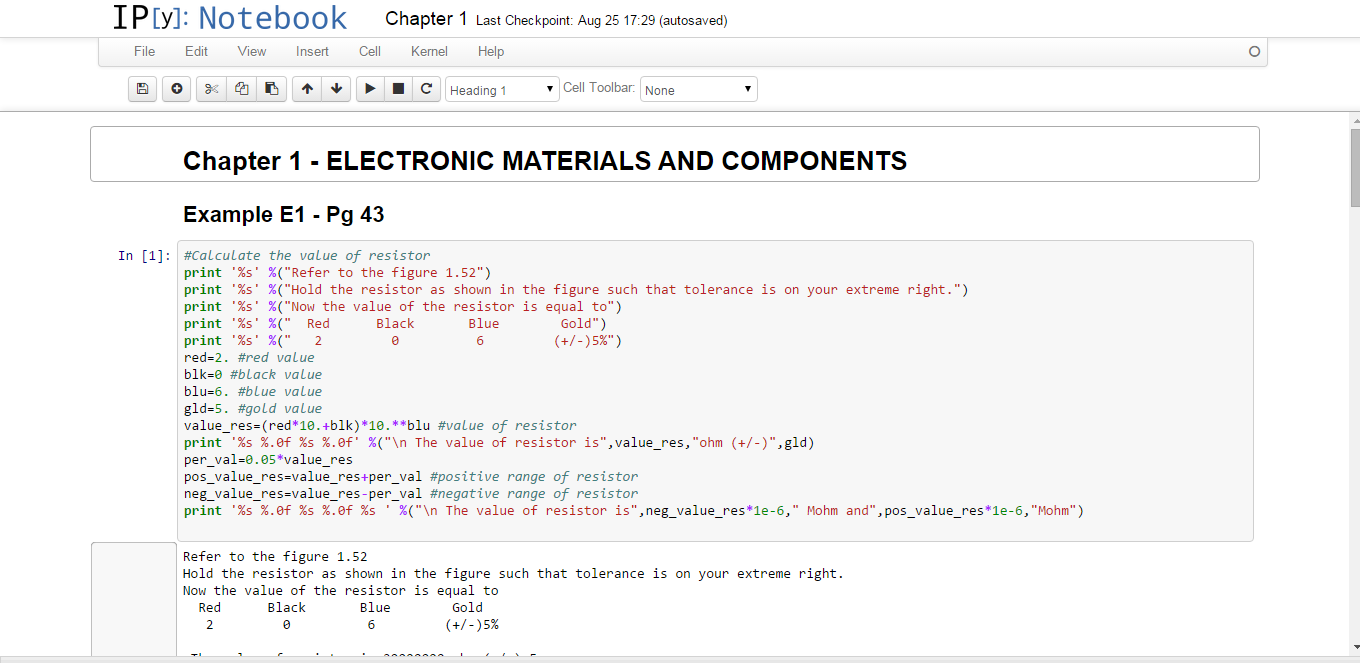 IP[y]: Notebook Chapter 1 Last Checkpoint: Aug 25 17:29 (autosaved)
File Edit View Insert Cell Kernel Help
Heading 1 Cell Toolbar: None
Chapter 1 - ELECTRONIC MATERIALS AND COMPONENTS
Example E1 - Pg 43
In [1]: #Calculate the value of resistor
print '%s' %("Refer to the figure 1.52")
print '%s' %("Hold the resistor as shown in the figure such that tolerance is on your extreme right.")
print '%s' %("Now the value of the resistor is equal to")
print '%s' %("  Red      Black       Blue        Gold")
print '%s' %("   2         0          6         (+/-)5%")
red=2. #red value
blk=0 #black value
blu=6. #blue value
gld=5. #gold value
value_res=(red*10.+blk)*10.**blu #value of resistor
print '%s %.0f %s %.0f' %("\n The value of resistor is",value_res,"ohm (+/-)",gld)
per_val=0.05*value_res
pos_value_res=value_res+per_val #positive range of resistor
neg_value_res=value_res-per_val #negative range of resistor
print '%s %.0f %s %.0f %s ' %("\n The value of resistor is",neg_value_res*1e-6," Mohm and",pos_value_res*1e-6,"Mohm")
Refer to the figure 1.52
Hold the resistor as shown in the figure such that tolerance is on your extreme right.
Now the value of the resistor is equal to
  Red      Black       Blue        Gold
   2         0          6         (+/-)5%